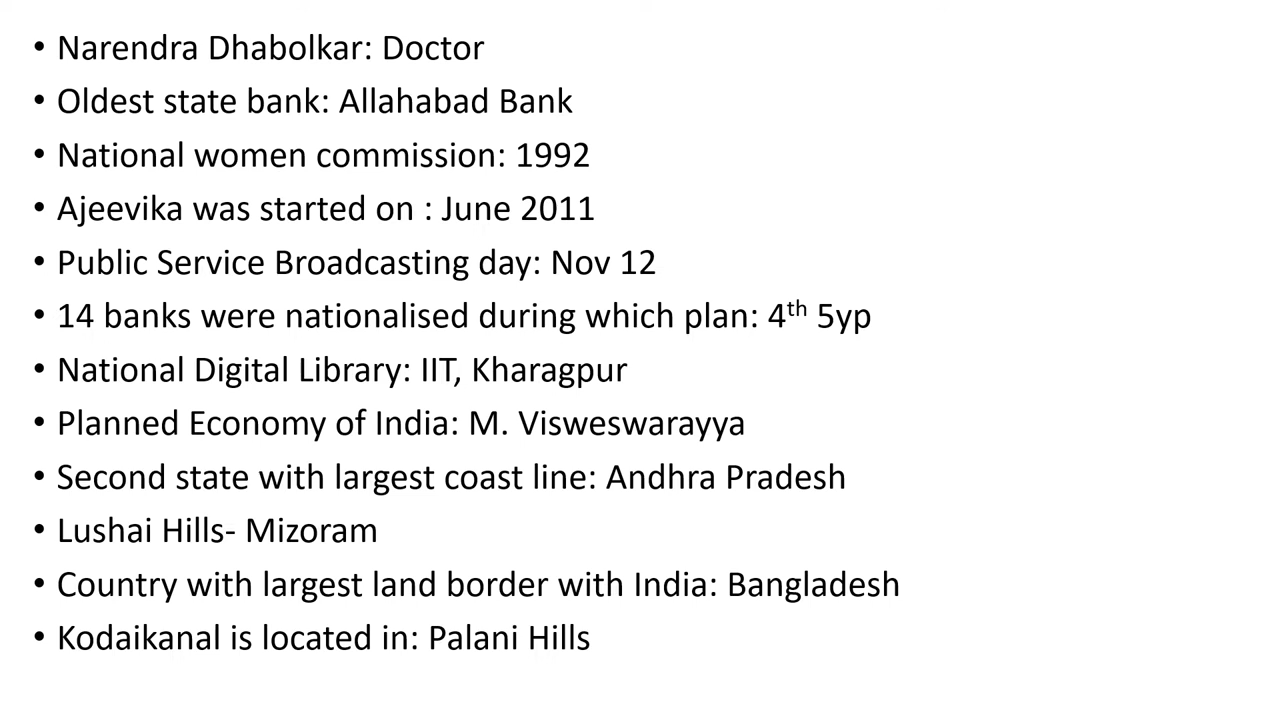 • Narendra Dhabolkar: Doctor
• Oldest state bank: Allahabad Bank
• National women commission: 1992
• Ajeevika was started on : June 2011
• Public Service Broadcasting day: Nov 12
• 14 banks were nationalised during which plan: 4th 5yp
• National Digital Library: IIT, Kharagpur
• Planned Economy of India: M. Visweswarayya
• Second state with largest coast line: Andhra Pradesh
• Lushai Hills- Mizoram
• Country with largest land border with India: Bangladesh
• Kodaikanal is located in: Palani Hills